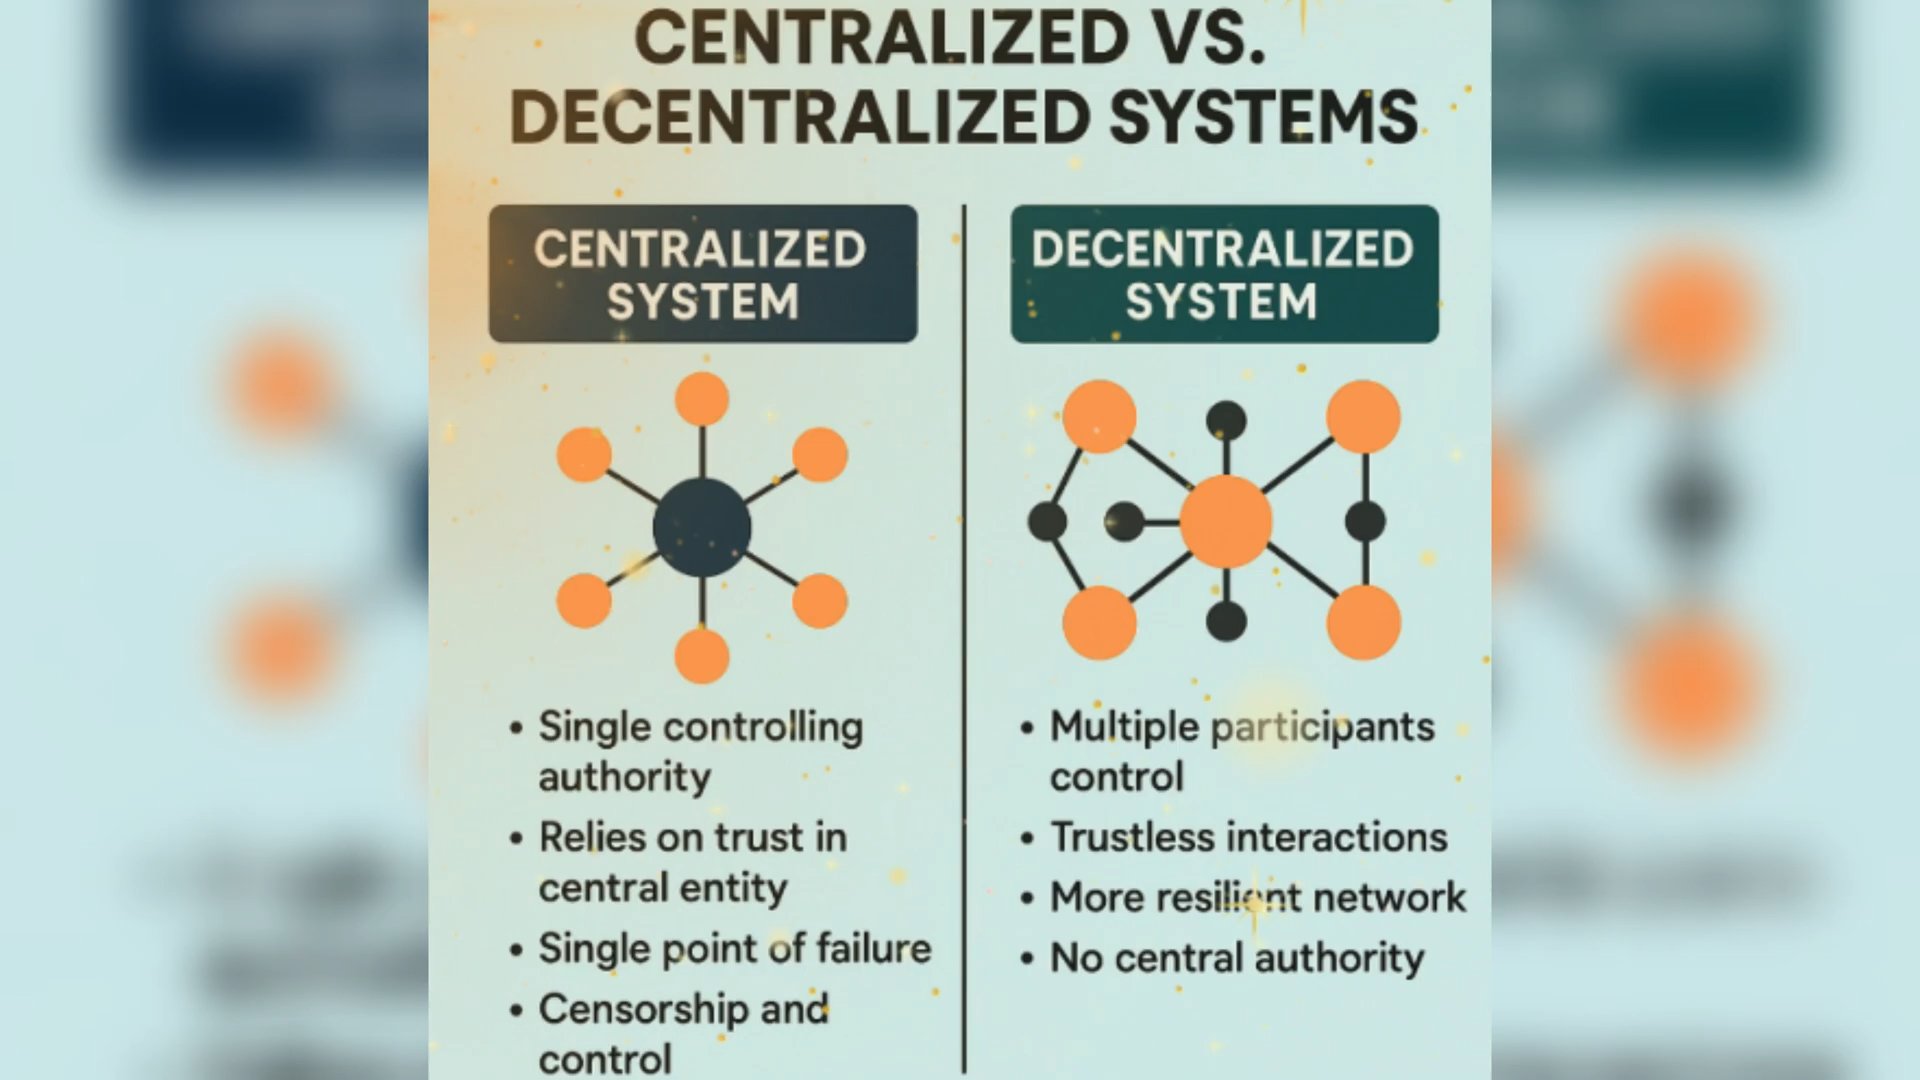 CENTRALIZED VS.
DECENTRALIZED SYSTEMS
CENTRALIZED
SYSTEM
• Single controlling
authority
• Relies on trust in
central entity
• Single point of failure
• Censorship and
control
DECENTRALIZED
SYSTEM
• Multiple participants
control
• Trustless interactions
• More resilient network
• No central authority